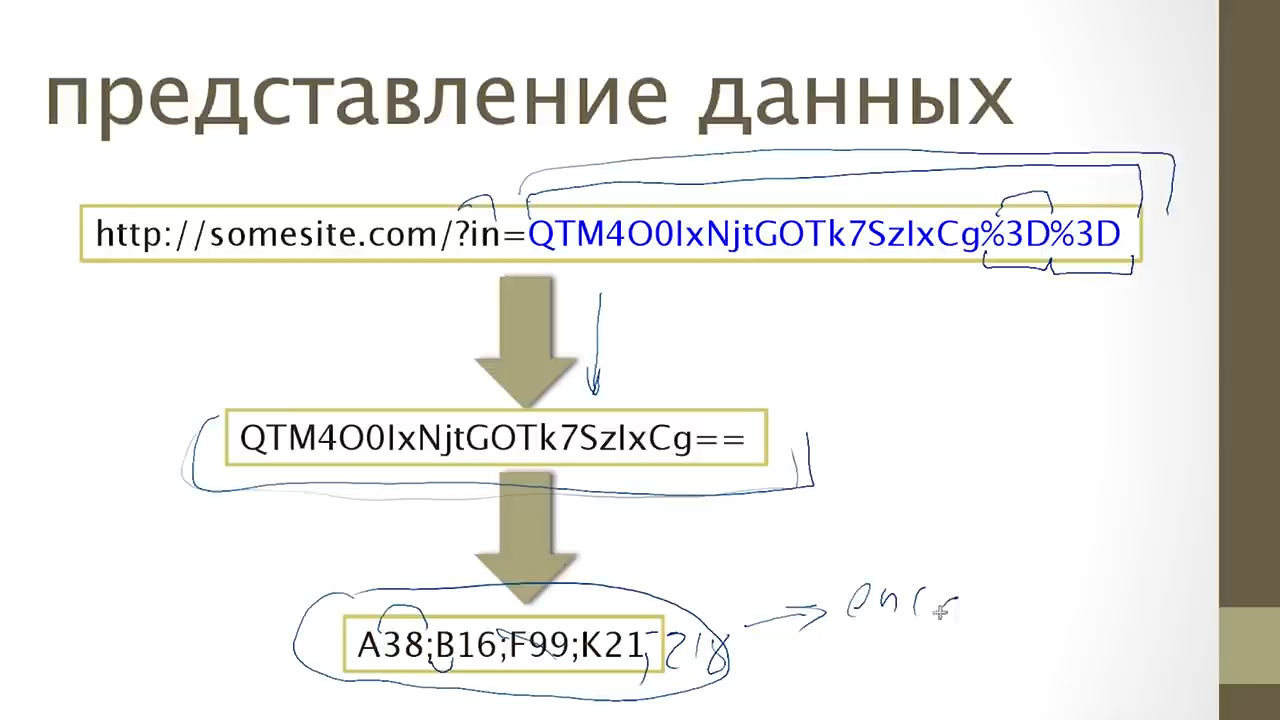 представление данных
http://somesite.com/?in=QTM4O0IxNjtGOTk7SzIxCg%3D%3D
QTM4O0IxNjtGOTk7SzIxCg==
A38;B16;F99;K21